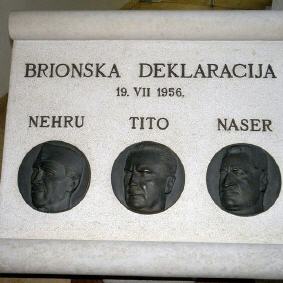 BRIONSKA DEKLARACIJA
19. VII 1956.
NEHRU TITO NASER